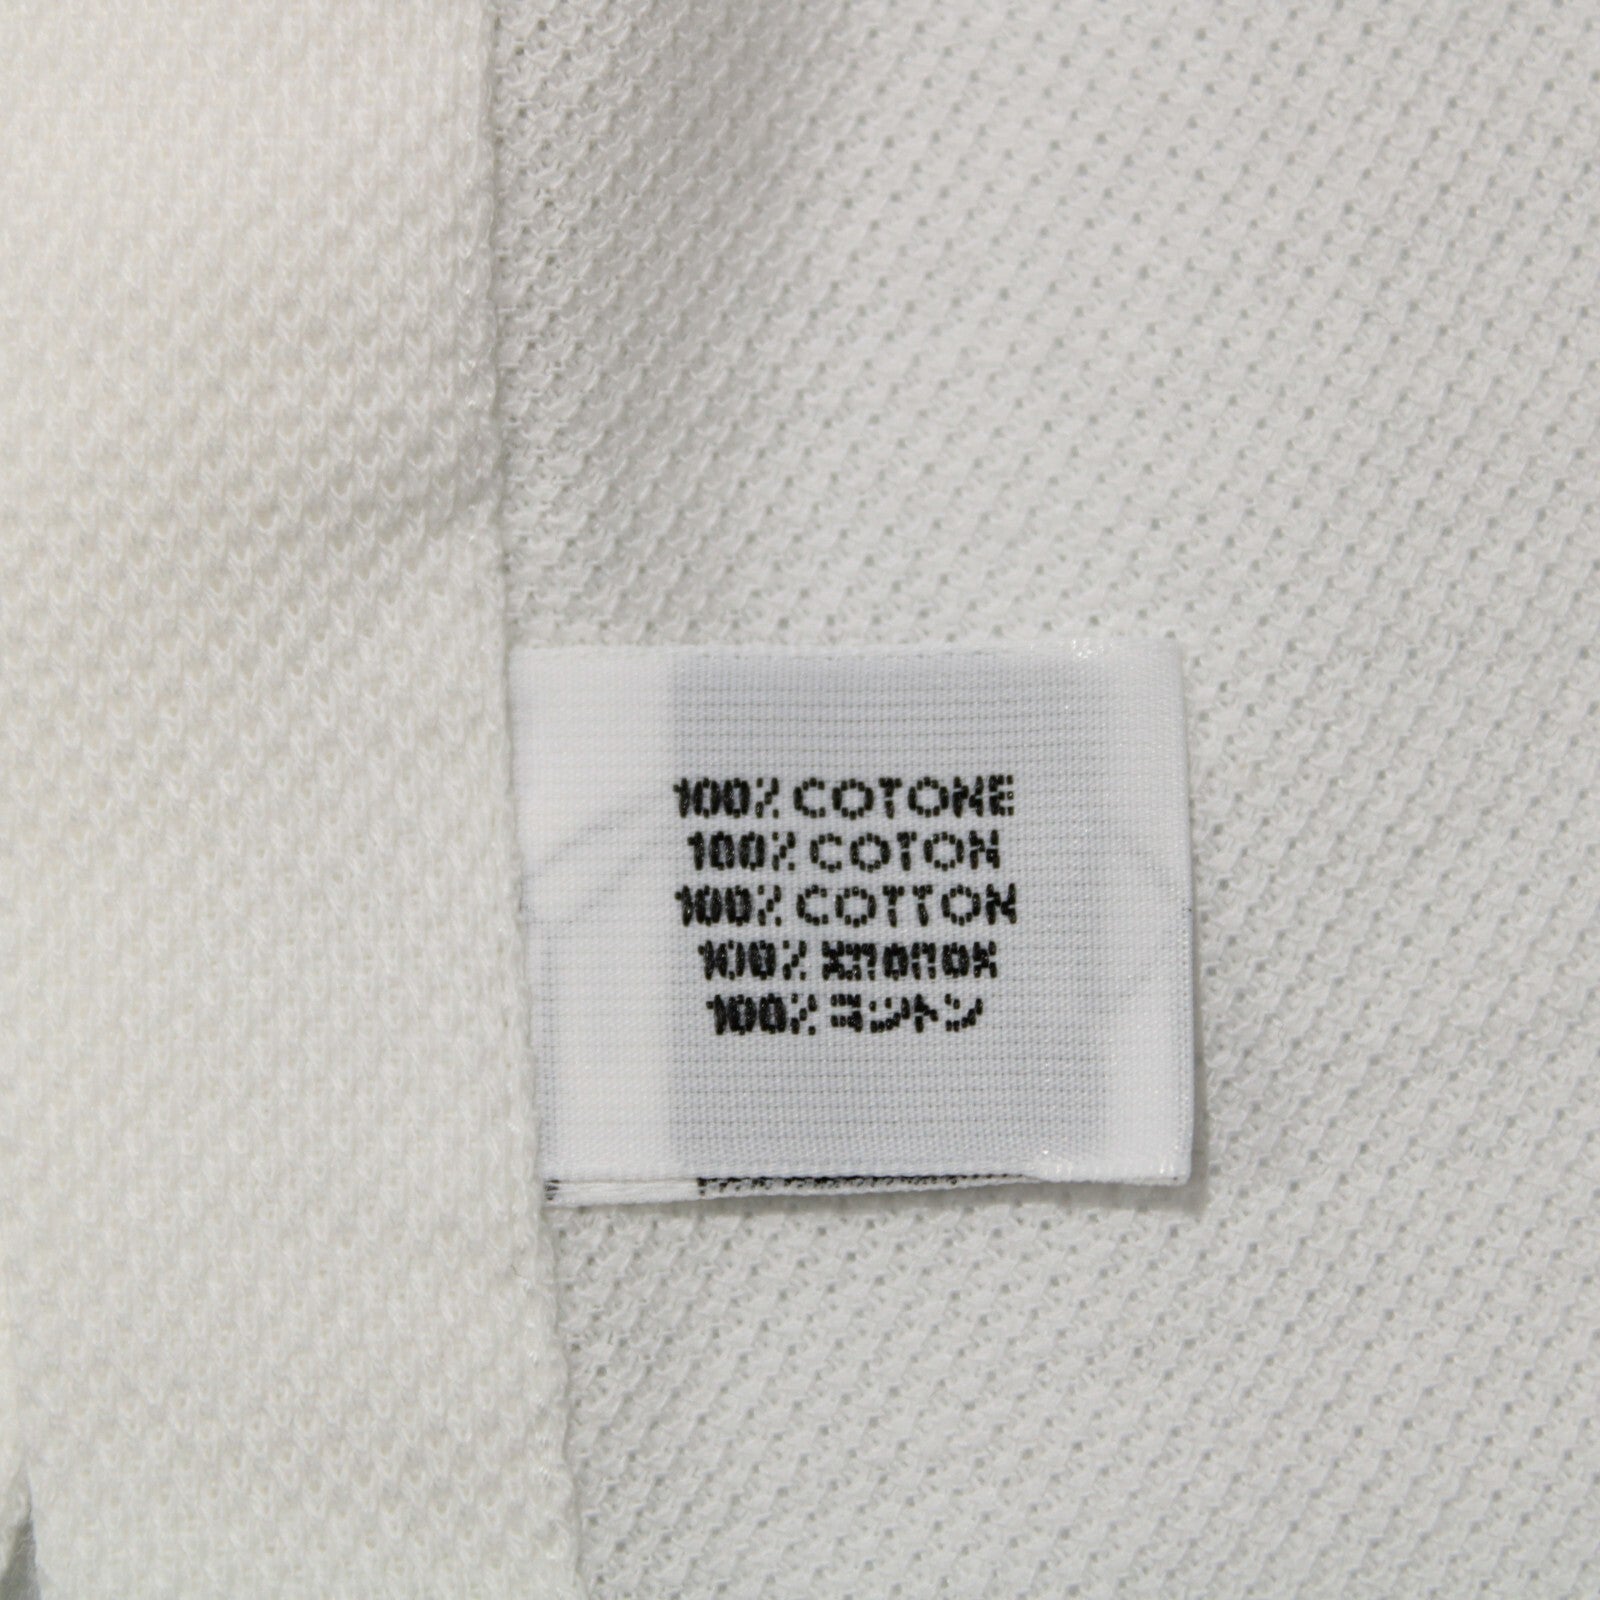 100% COTONE
100% COTON
100% COTTON
100% ХЛОПОК
100% コットン